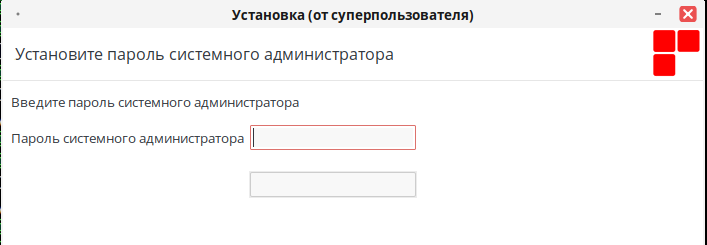 Установка (от суперпользователя)
Установите пароль системного администратора
Введите пароль системного администратора
Пароль системного администратора